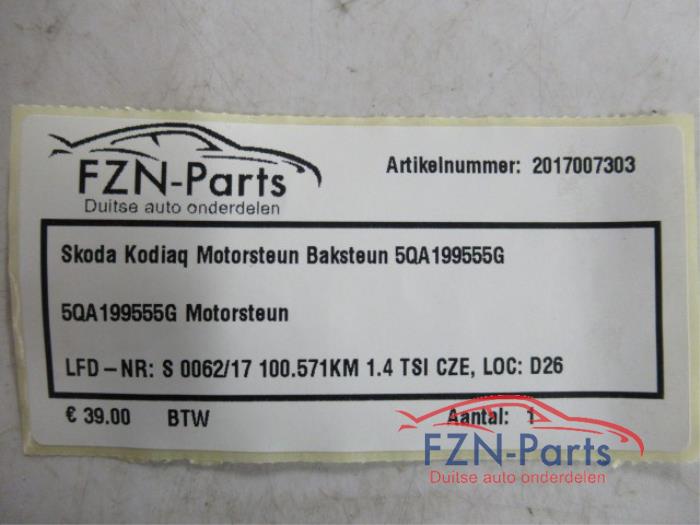 FZN-Parts
Duitse auto onderdelen
Artikelnummer: 2017007303
Skoda Kodiaq Motorsteun Baksteun 5QA199555G
5QA199555G Motorsteun
LFD-NR: S 0062/17 100.571KM 1.4 TSI CZE, LOC: D26
€ 39.00 BTW Aantal: 1
FZN-Parts
Duitse auto onderdelen